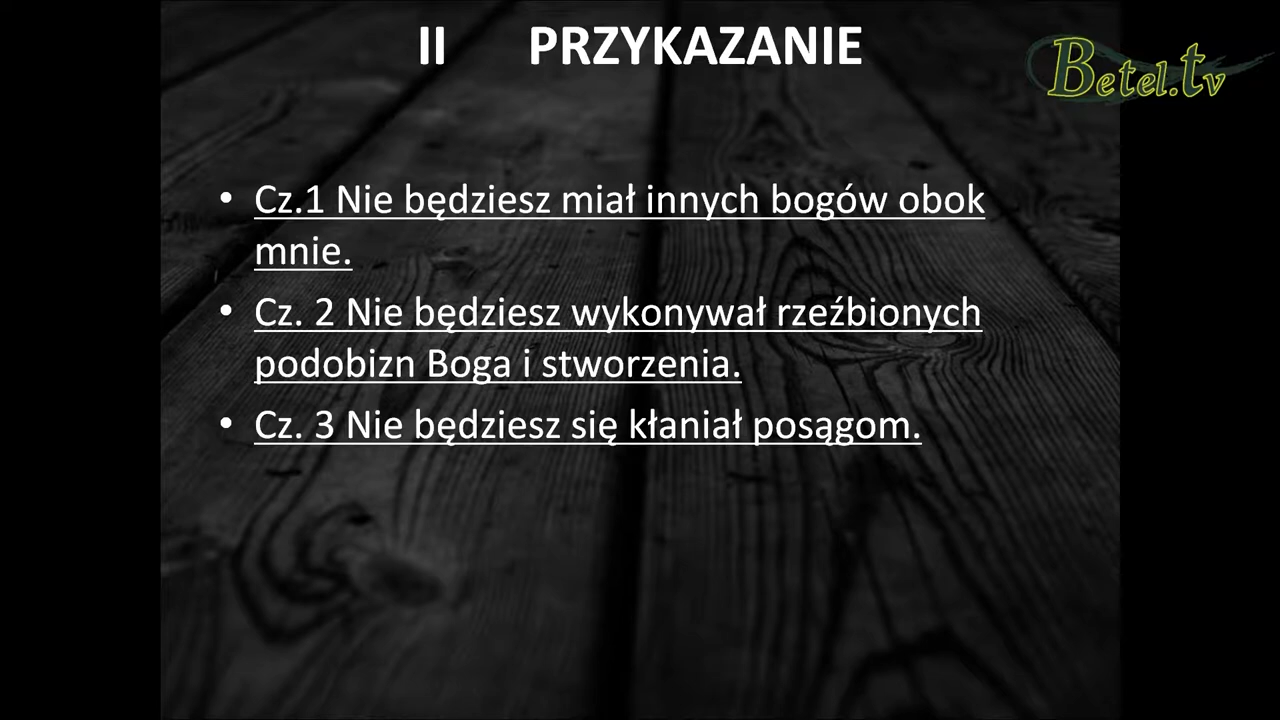 II PRZYKAZANIE
Betel.tv
• Cz.1 Nie będziesz miał innych bogów obok
mnie.
• Cz. 2 Nie będziesz wykonywał rzeźbionych
podobizn Boga i stworzenia.
• Cz. 3 Nie będziesz się kłaniał posągom.